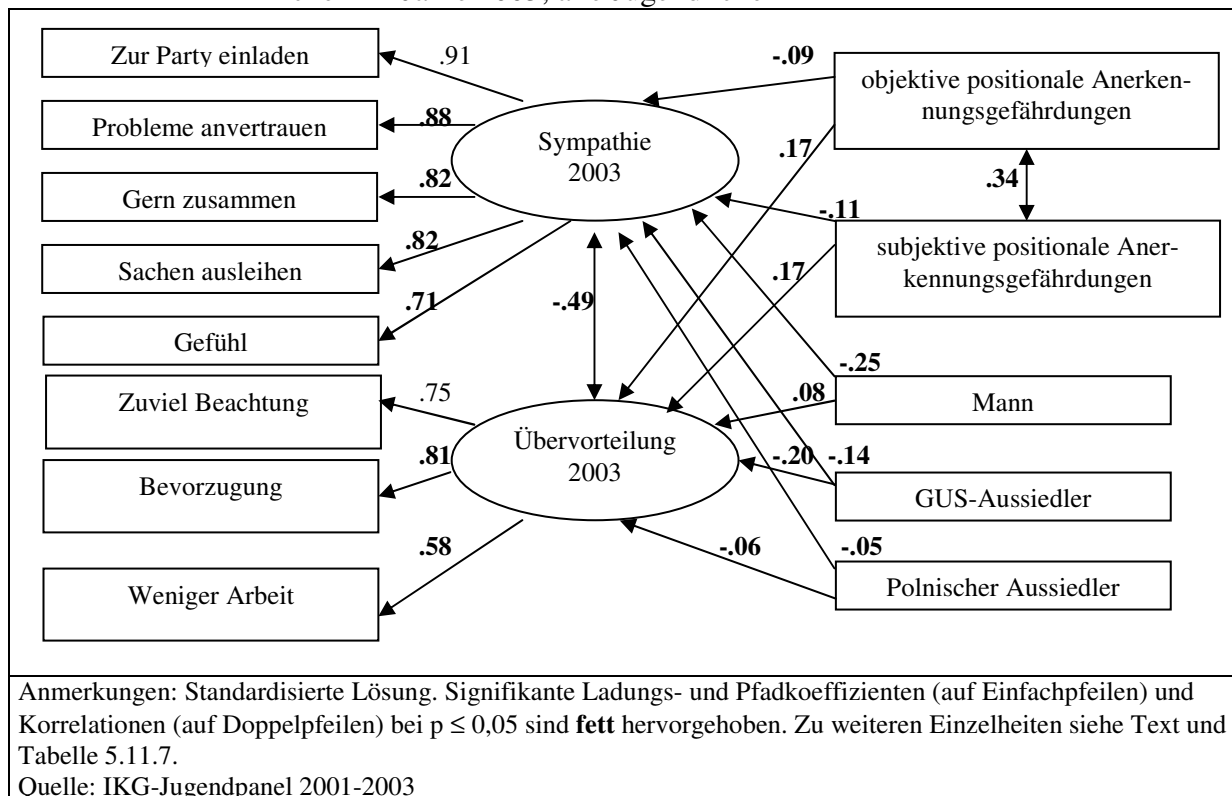 Zur Party einladen
Probleme anvertrauen
Gern zusammen
Sachen ausleihen
Gefühl
Zuviel Beachtung
Bevorzugung
Weniger Arbeit
.91
.88
.82
.82
.71
.75
.81
.58
Sympathie
2003
-.49
Übervorteilung
2003
-.09
.17
-.11
.17
-.25
.08
-.20
-.14
-.06
-.05
objektive positionale Anerken-
nungsgefährdungen
.34
subjektive positionale Aner-
kennungsgefährdungen
Mann
GUS-Aussiedler
Polnischer Aussiedler
Anmerkungen: Standardisierte Lösung. Signifikante Ladungs- und Pfadkoeffizienten (auf Einfachpfeilen) und
Korrelationen (auf Doppelpfeilen) bei p ≤ 0,05 sind fett hervorgehoben. Zu weiteren Einzelheiten siehe Text und
Tabelle 5.11.7.
Quelle: IKG-Jugendpanel 2001-2003